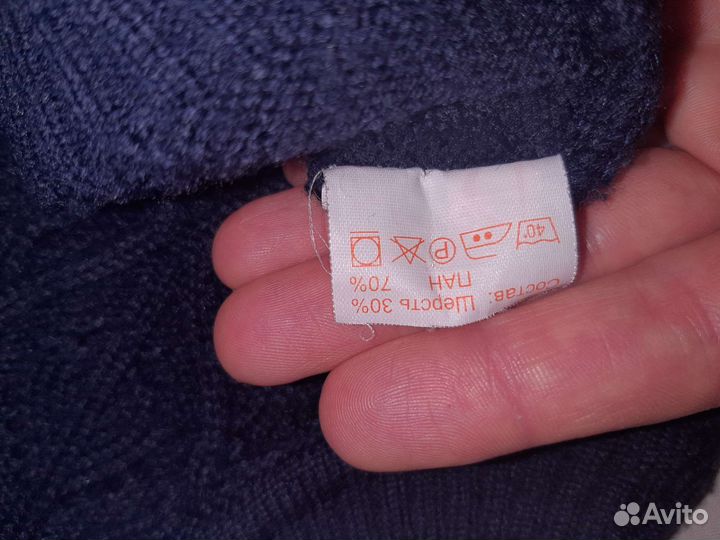 Состав: Шерсть 30%
ПАН 70%
40°
P
Avito